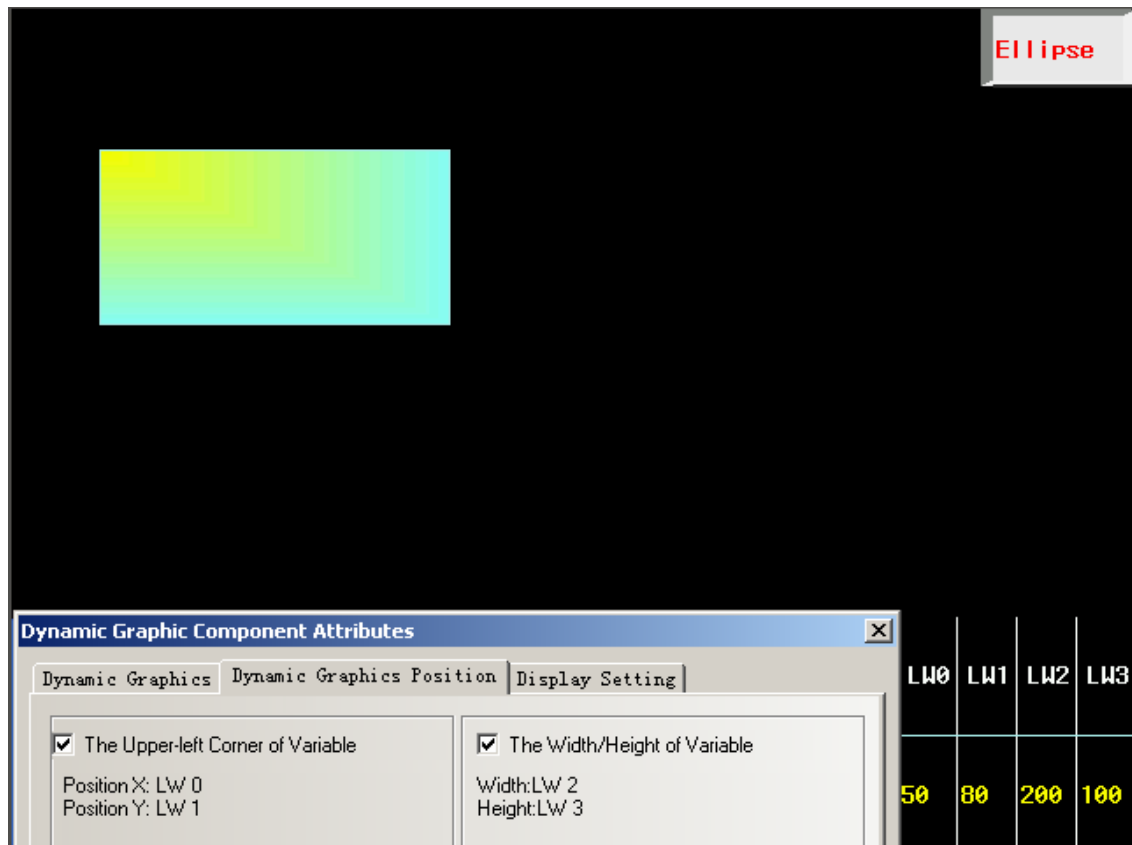 Ellipse
Dynamic Graphic Component Attributes
Dynamic Graphics Dynamic Graphics Position Display Setting
The Upper-left Corner of Variable
Position X: LW 0
Position Y: LW 1
The Width/Height of Variable
Width:LW 2
Height:LW 3
LW0 LW1 LW2 LW3
50 80 200 100